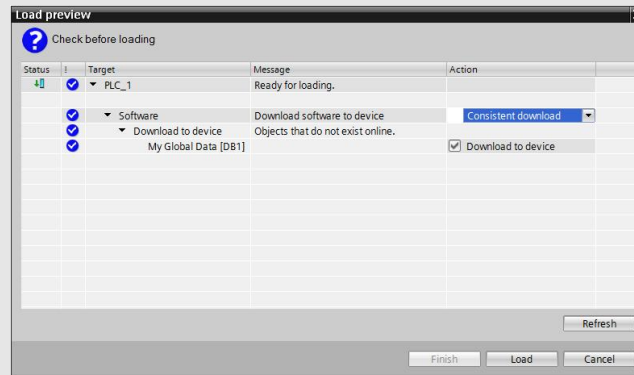 Load preview
Check before loading
Status ! Target Message Action
PLC_1 Ready for loading.
Software Download software to device Consistent download
Download to device Objects that do not exist online.
My Global Data [DB1] Download to device
Refresh
Finish Load Cancel